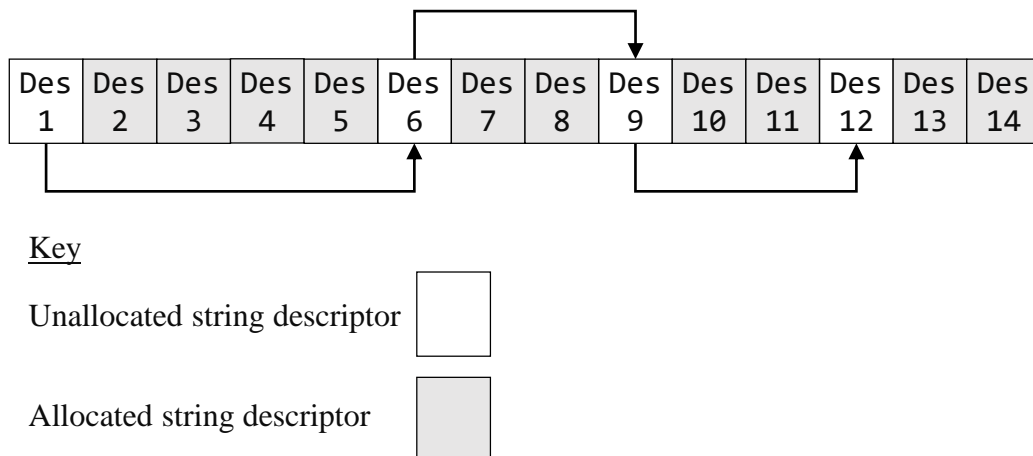 Des Des Des Des Des Des Des Des Des Des Des Des Des Des
1 2 3 4 5 6 7 8 9 10 11 12 13 14
Key
Unallocated string descriptor
Allocated string descriptor